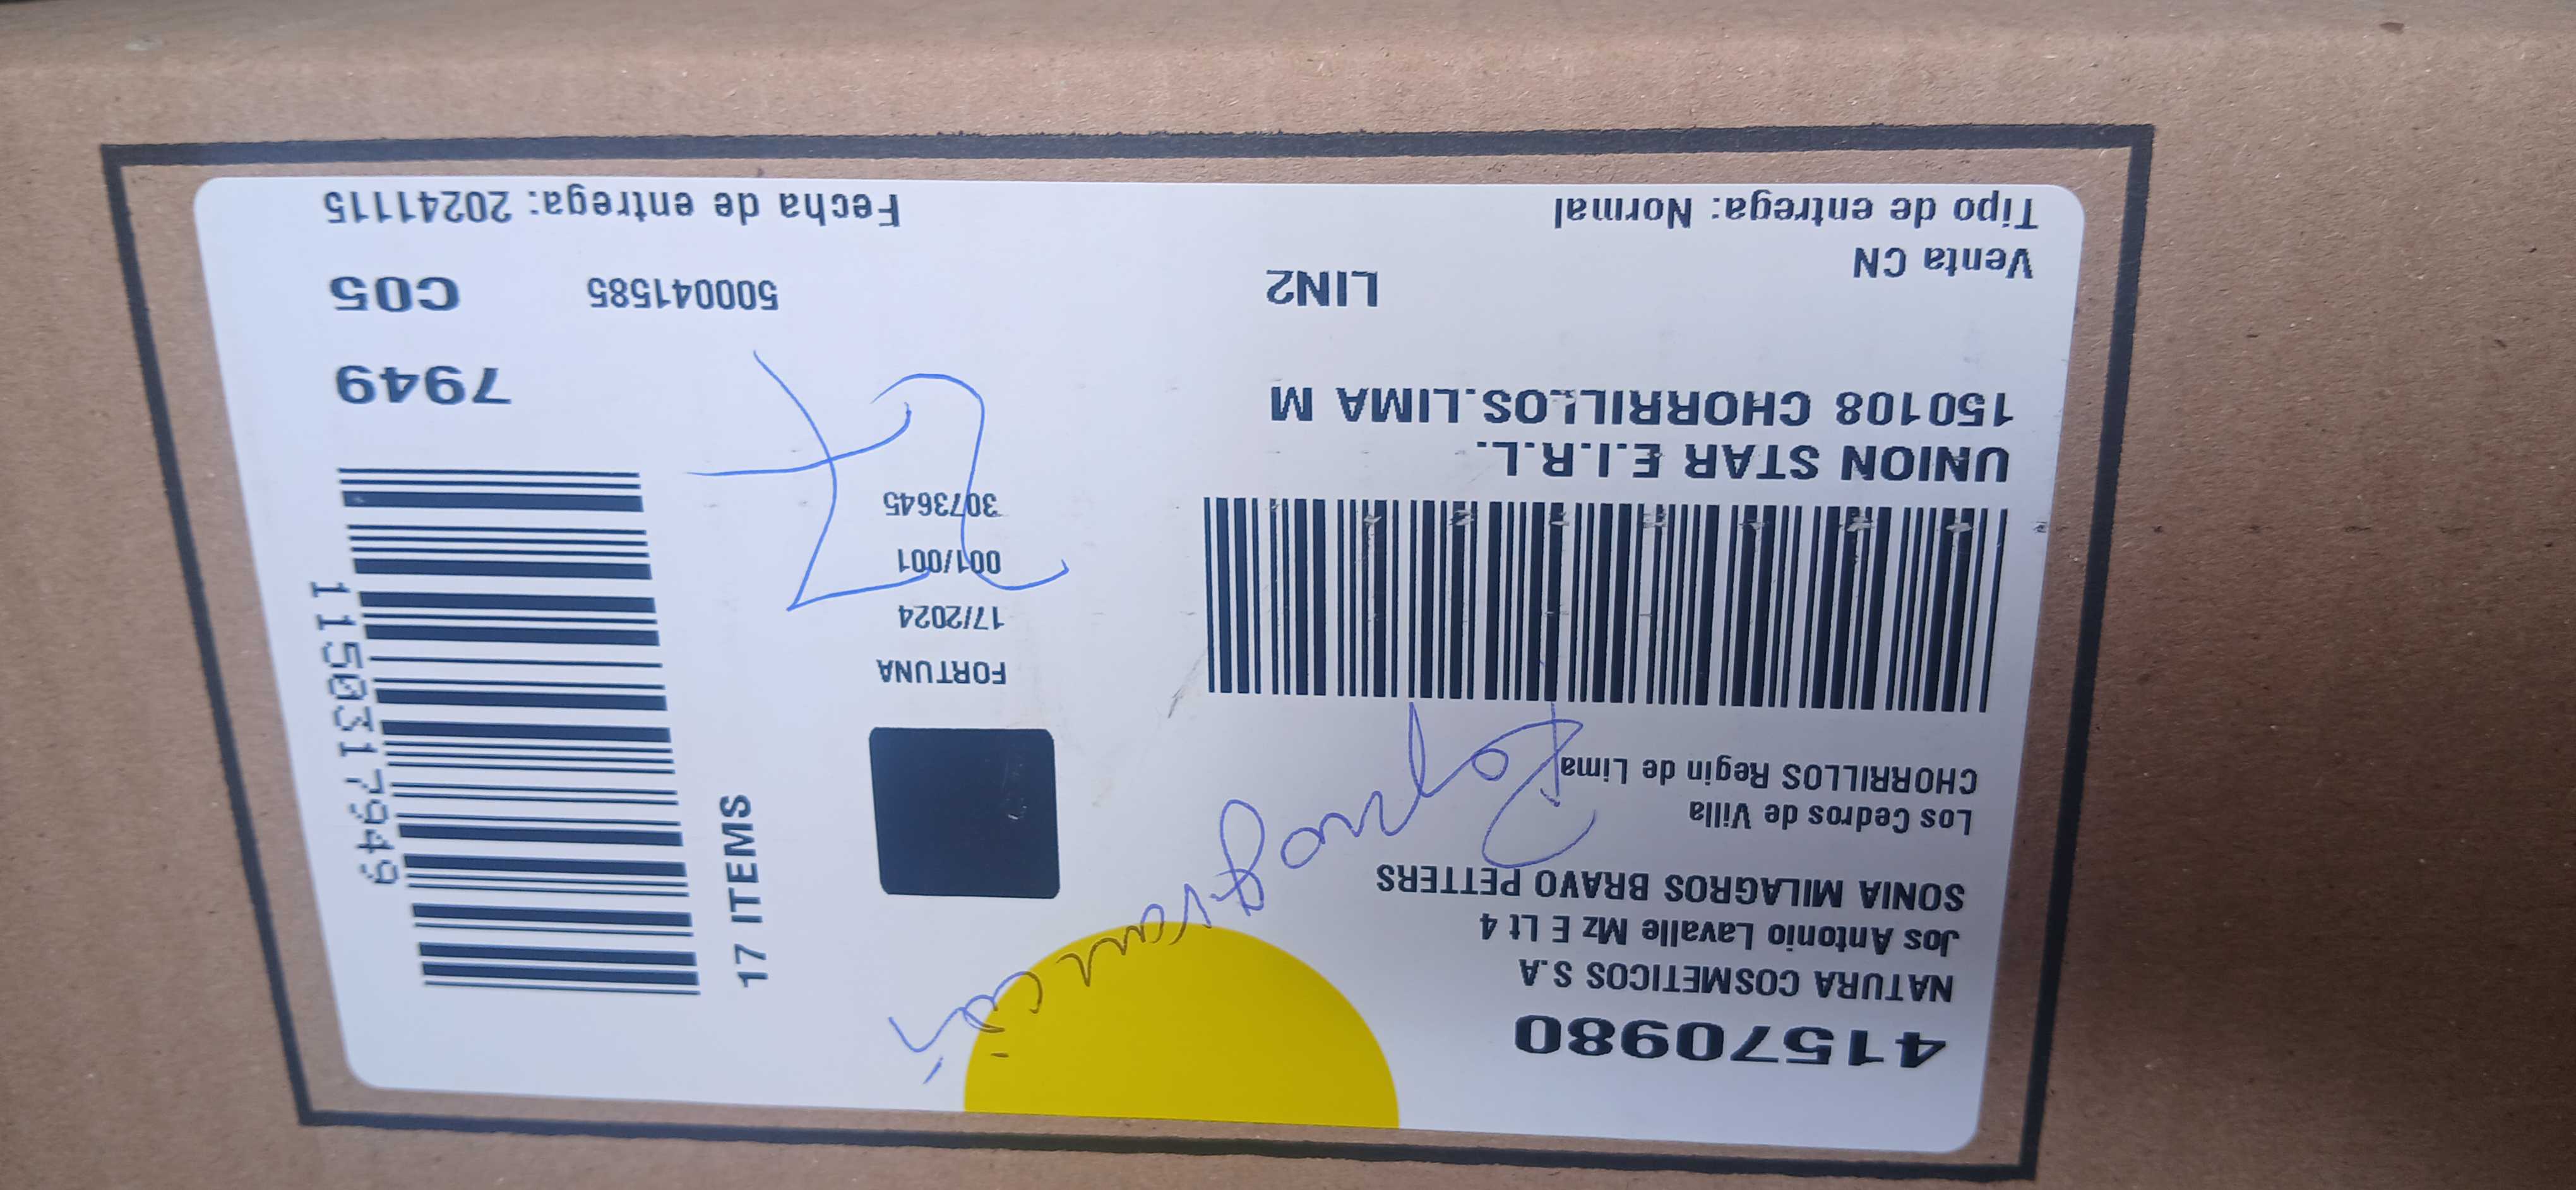 41570980
NATURA COSMETICOS S.A
Jos Antonio Lavalle Mz E Lt 4
SONIA MILAGROS BRAVO PETTERS
Los Cedros de Villa
CHORRILLOS Regin de Lima
UNION STAR E.I.R.L.
150108 CHORRILLOS.LIMA M
LIN2
Venta CN
Tipo de entrega: Normal
17 ITEMS
FORTUNA
17/2024
001/001
3073645
1150317949
7949
500041585
C05
Fecha de entrega: 20241115